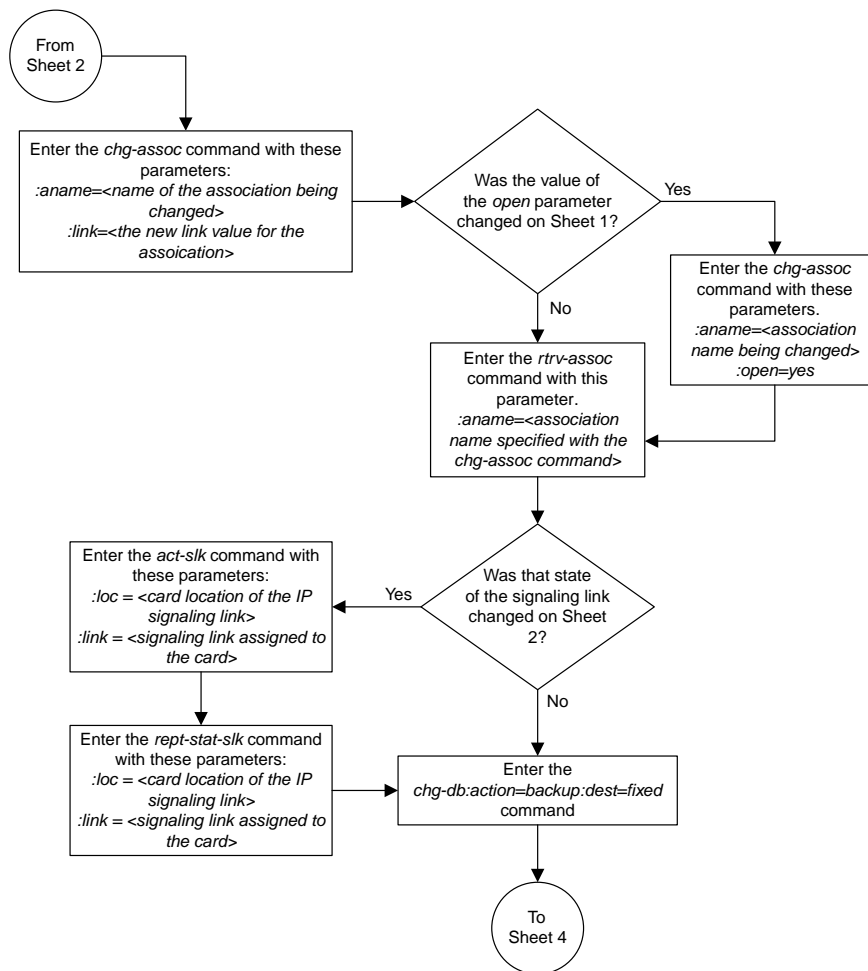 From
Sheet 2
Enter the chg-assoc command with these
parameters:
:aname=<name of the association being
changed>
:link=<the new link value for the
assoication>
Was the value of
the open parameter
changed on Sheet 1?
Yes
No
Enter the chg-assoc
command with these
parameters.
:aname=<association
name being changed>
:open=yes
Enter the rtrv-assoc
command with this
parameter.
:aname=<association
name specified with the
chg-assoc command>
Was that state
of the signaling link
changed on Sheet
2?
Yes
No
Enter the act-slk command with
these parameters:
:loc = <card location of the IP
signaling link>
:link = <signaling link assigned to
the card>
Enter the rept-stat-slk command
with these parameters:
:loc = <card location of the IP
signaling link>
:link = <signaling link assigned to
the card>
Enter the
chg-db:action=backup:dest=fixed
command
To
Sheet 4